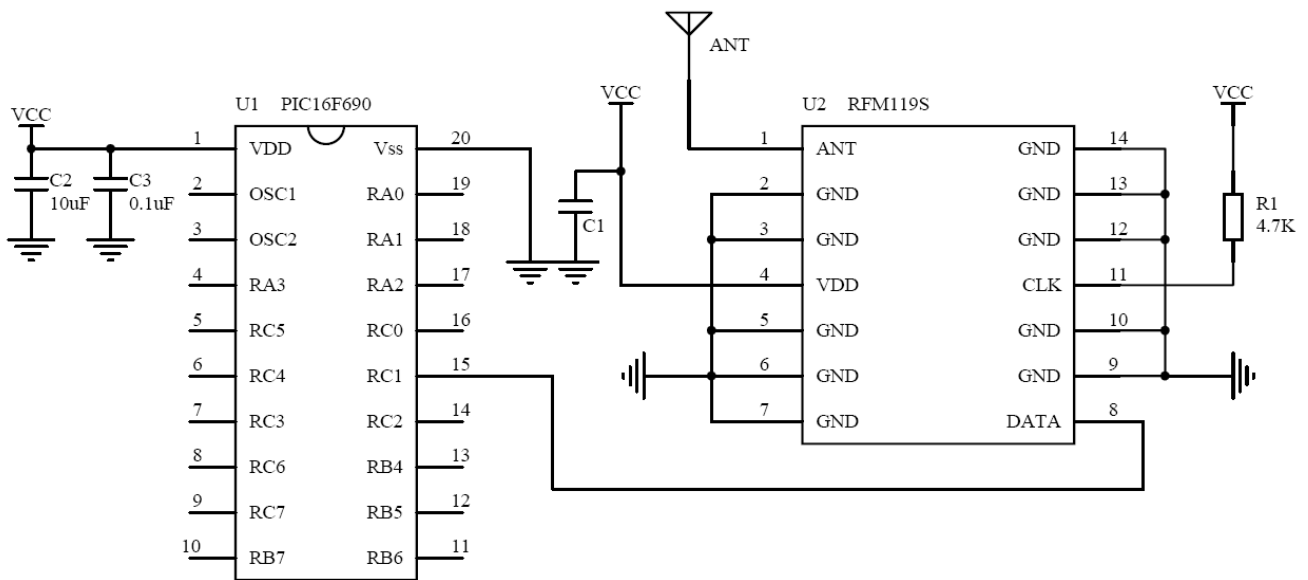 ANT
VCC
U1 PIC16F690
VCC
U2 RFM119S
VCC
1 VDD
Vss 20
C2
10uF
C3
0.1uF
2 OSC1
RA0 19
3 OSC2
RA1 18
4 RA3
RA2 17
5 RC5
RC0 16
6 RC4
RC1 15
7 RC3
RC2 14
8 RC6
RB4 13
9 RC7
RB5 12
10 RB7
RB6 11
C1
1 ANT
GND 14
2 GND
GND 13
3 GND
GND 12
4 VDD
CLK 11
5 GND
GND 10
6 GND
GND 9
7 GND
DATA 8
R1
4.7K